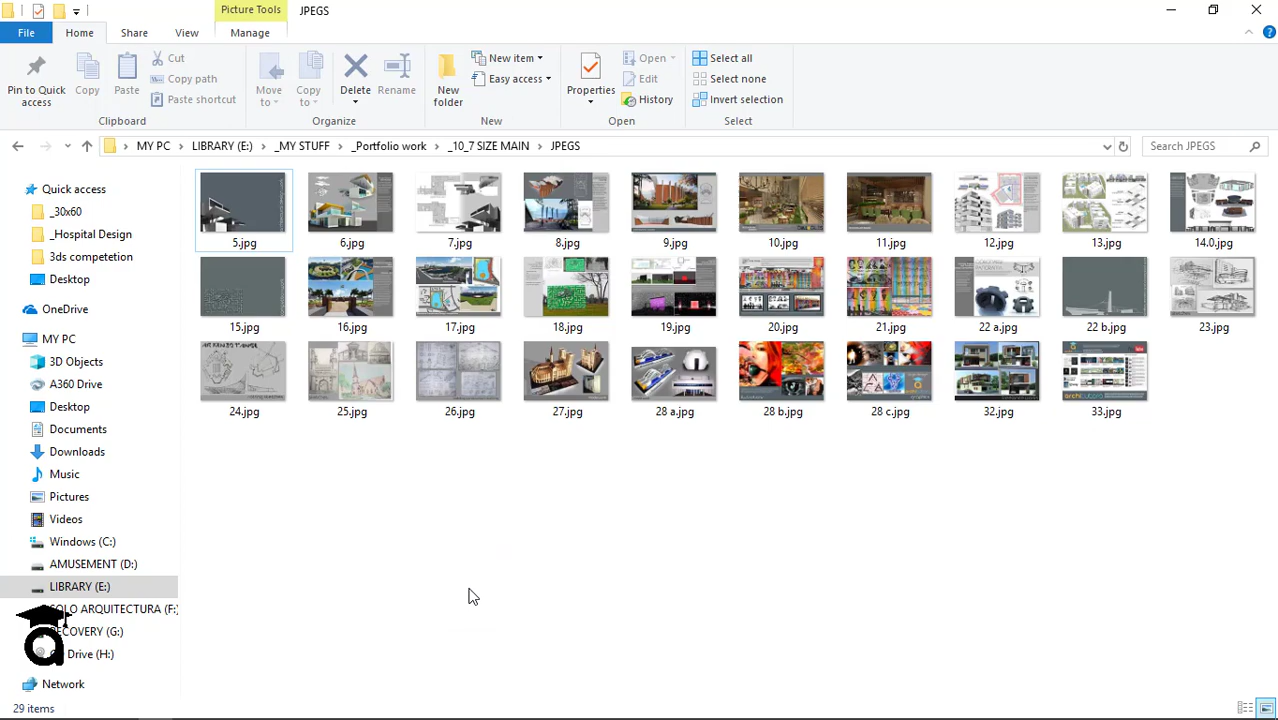 Picture Tools
JPEGS
File
Home
Share
View
Manage
Pin to Quick access
Copy
Paste
Cut
Copy path
Paste shortcut
Clipboard
Move to
Copy to
Delete
Rename
Organize
New folder
New item
Easy access
New
Properties
Open
Edit
History
Open
Select all
Select none
Invert selection
Select
MY PC
LIBRARY (E:)
_MY STUFF
_Portfolio work
_10_7 SIZE MAIN
JPEGS
Search JPEGS
Quick access
_30x60
_Hospital Design
3ds competetion
Desktop
OneDrive
MY PC
3D Objects
A360 Drive
Desktop
Documents
Downloads
Music
Pictures
Videos
Windows (C:)
AMUSEMENT (D:)
LIBRARY (E:)
SOLO ARQUITECTURA (F:)
RECOVERY (G:)
Drive (H:)
Network
5.jpg
6.jpg
7.jpg
8.jpg
9.jpg
10.jpg
11.jpg
12.jpg
13.jpg
14.0.jpg
15.jpg
16.jpg
17.jpg
18.jpg
19.jpg
20.jpg
21.jpg
22 a.jpg
22 b.jpg
23.jpg
24.jpg
25.jpg
26.jpg
27.jpg
28 a.jpg
28 b.jpg
28 c.jpg
32.jpg
33.jpg
29 items